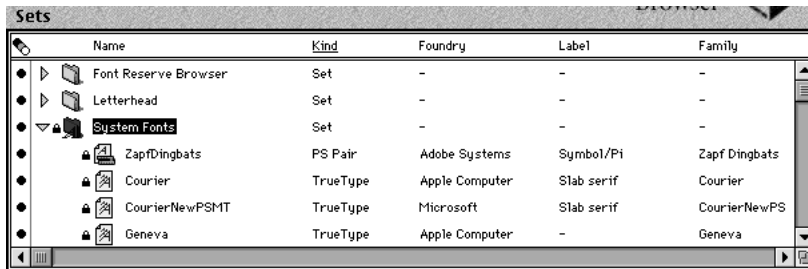 Browser
Sets
Name Kind Foundry Label Family
Font Reserve Browser Set - - -
Letterhead Set - - -
System Fonts Set - - -
ZapfDingbats PS Pair Adobe Systems Symbol/Pi Zapf Dingbats
Courier TrueType Apple Computer Slab serif Courier
CourierNewPSMT TrueType Microsoft Slab serif CourierNewPS
Geneva TrueType Apple Computer - Geneva